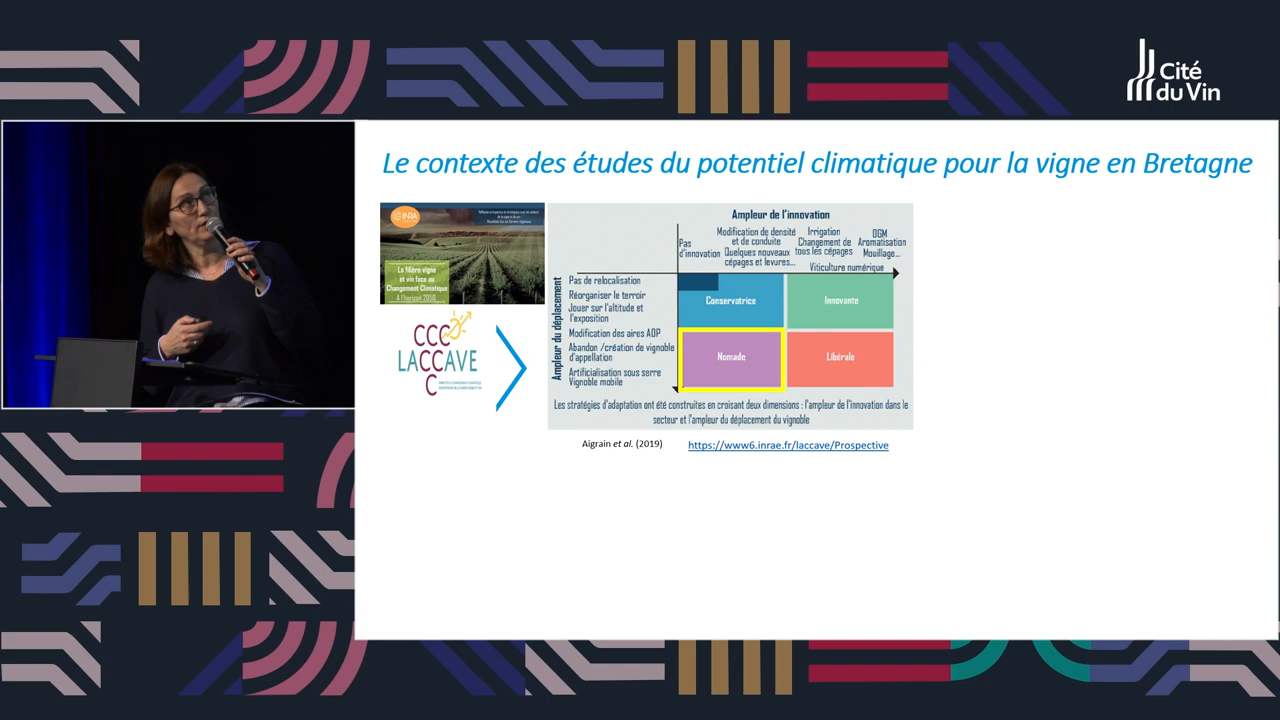 Cité
du Vin
Le contexte des études du potentiel climatique pour la vigne en Bretagne
INRA
La filière vigne
et vin face au
Changement Climatique
à l'horizon 2050
CCC
LACCAVE
C
Ampleur de l'innovation
Pas
d'innovation
Modification de densité
et de conduite
Quelques nouveaux
cépages et levures...
Irrigation
Changement de
tous les cépages
Viticulture numérique
OGM
Aromatisation
Mouillage...
Ampleur du déplacement
Pas de relocalisation
Réorganiser le terroir
Jouer sur l'altitude et
l'exposition
Modification des aires AOP
Abandon /création de vignoble
d'appellation
Artificialisation sous serre
Vignoble mobile
Conservatrice
Innovante
Nomade
Libérale
Les stratégies d'adaptation ont été construites en croisant deux dimensions : l'ampleur de l'innovation dans le
secteur et l'ampleur du déplacement du vignoble
Aigrain et al. (2019)
https://www6.inrae.fr/laccave/Prospective